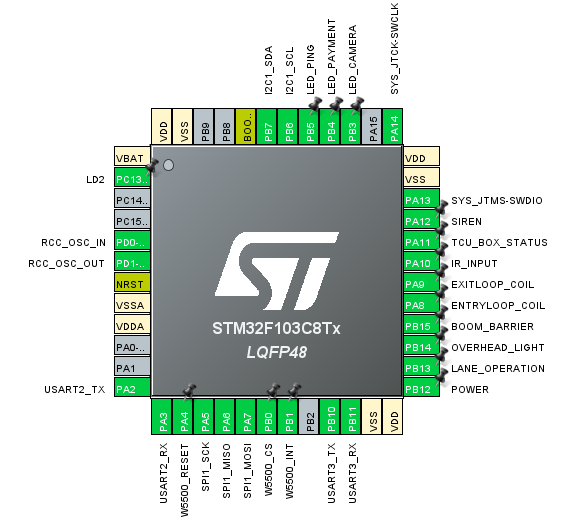 I2C1_SDA
I2C1_SCL
LED_PING
LED_PAYMENT
LED_CAMERA
SYS_JTCK-SWCLK
VDD
VSS
PB9
PB8
BOO..
PB7
PB6
PB5
PB4
PB3
PA15
PA14
VBAT
LD2 PC13..
PC14..
PC15..
RCC_OSC_IN PD0-..
RCC_OSC_OUT PD1-..
NRST
VSSA
VDDA
PA0-..
PA1
USART2_TX PA2
ST
STM32F103C8Tx
LQFP48
VDD
VSS
PA13 SYS_JTMS-SWDIO
PA12 SIREN
PA11 TCU_BOX_STATUS
PA10 IR_INPUT
PA9 EXITLOOP_COIL
PA8 ENTRYLOOP_COIL
PB15 BOOM_BARRIER
PB14 OVERHEAD_LIGHT
PB13 LANE_OPERATION
PB12 POWER
PA3
PA4
PA5
PA6
PA7
PB0
PB1
PB2
PB10
PB11
VSS
VDD
USART2_RX
W5500_RESET
SPI1_SCK
SPI1_MISO
SPI1_MOSI
W5500_CS
W5500_INT
USART3_TX
USART3_RX